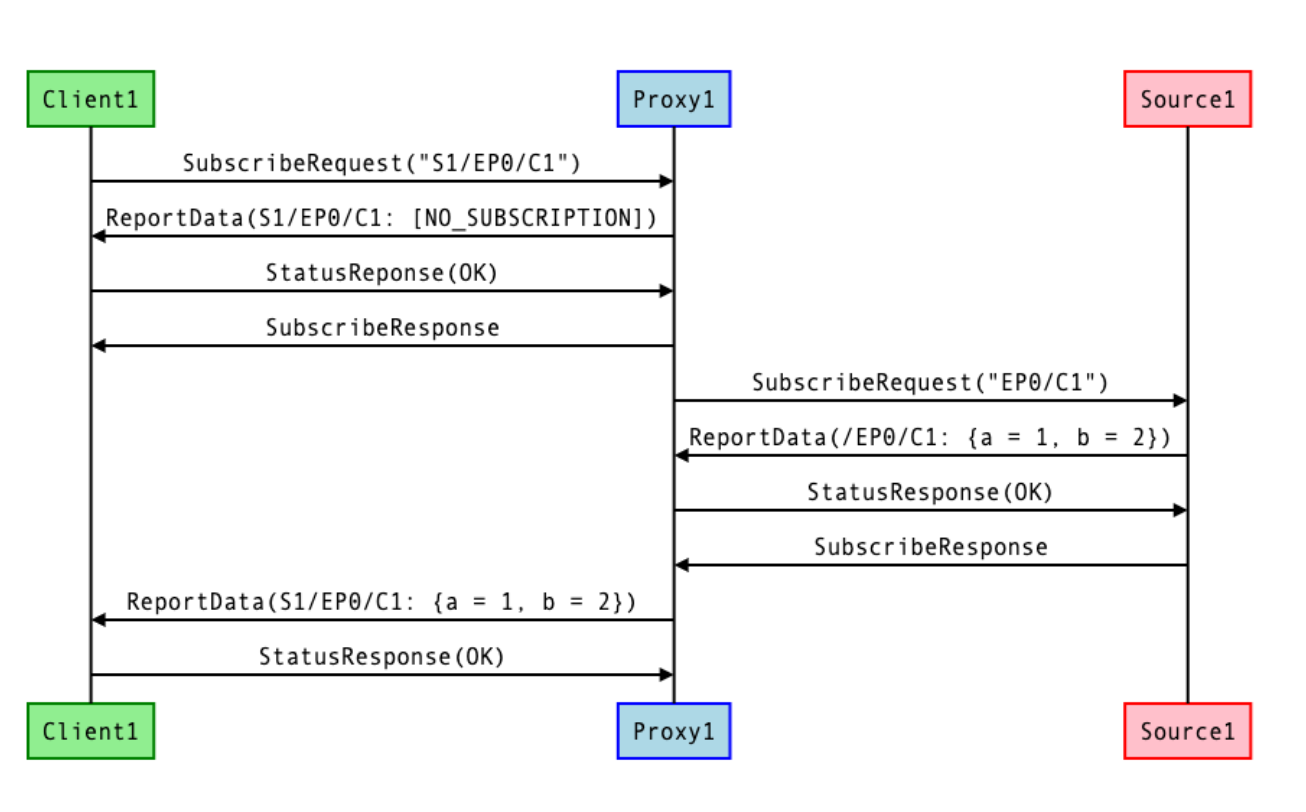 Client1
Proxy1
Source1
SubscribeRequest("S1/EP0/C1")
ReportData(S1/EP0/C1: [NO_SUBSCRIPTION])
StatusReponse(OK)
SubscribeResponse
SubscribeRequest("EP0/C1")
ReportData(/EP0/C1: {a = 1, b = 2})
StatusResponse(OK)
SubscribeResponse
ReportData(S1/EP0/C1: {a = 1, b = 2})
StatusResponse(OK)
Client1
Proxy1
Source1